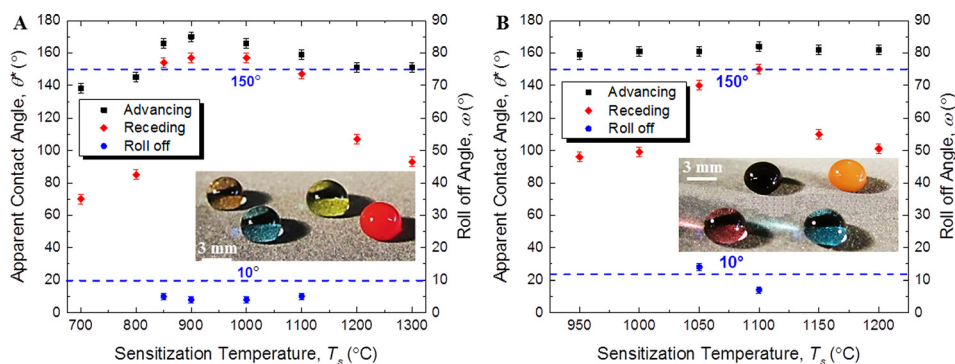 A
Apparent Contact Angle, θ* (°)
180
160
140
120
100
80
60
40
20
0
150°
Advancing
Receding
Roll off
3 mm
10°
90
80
70
60
50
40
30
20
10
0
Roll off Angle, ω (°)
700 800 900 1000 1100 1200 1300
Sensitization Temperature, Ts (°C)
B
Apparent Contact Angle, θ* (°)
180
160
140
120
100
80
60
40
20
0
150°
Advancing
Receding
Roll off
3 mm
10°
90
80
70
60
50
40
30
20
10
0
Roll off Angle, ω (°)
950 1000 1050 1100 1150 1200
Sensitization Temperature, Ts (°C)